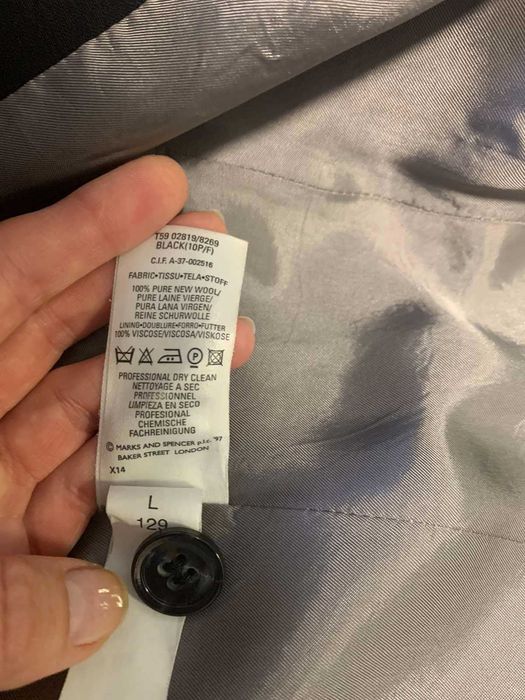 T59 02819/8269
BLACK(10P/F)
C.I.F. A-37-002516
FABRIC•TISSU•TELA•STOFF
100% PURE NEW WOOL/
PURE LAINE VIERGE/
PURA LANA VIRGEN/
REINE SCHURWOLLE
LINING•DOUBLURE•FORRO•FUTTER
100% VISCOSE/VISCOSA/VISKOSE
P
PROFESSIONAL DRY CLEAN
NETTOYAGE A SEC
PROFESSIONNEL
LIMPIEZA EN SECO
PROFESIONAL
CHEMISCHE
FACHREINIGUNG
© MARKS AND SPENCER p.l.c. '97
BAKER STREET LONDON
X14
L
129